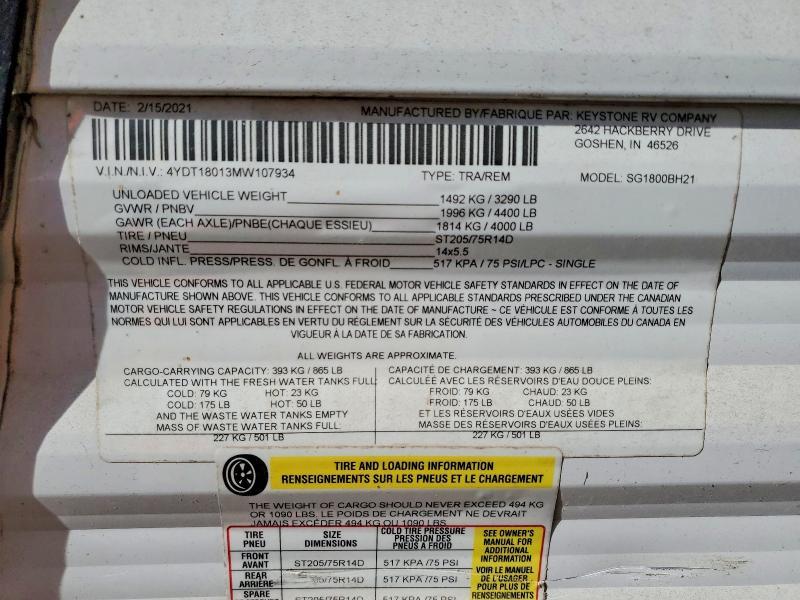 DATE: 2/15/2021
MANUFACTURED BY/FABRIQUE PAR: KEYSTONE RV COMPANY
2642 HACKBERRY DRIVE
GOSHEN, IN 46526
V.I.N./N.I.V.: 4YDT18013MW107934 TYPE: TRA/REM MODEL: SG1800BH21
UNLOADED VEHICLE WEIGHT 1492 KG / 3290 LB
GVWR / PNBV 1996 KG / 4400 LB
GAWR (EACH AXLE)/PNBE(CHAQUE ESSIEU) 1814 KG / 4000 LB
TIRE / PNEU ST205/75R14D
RIMS/JANTE 14x5.5
COLD INFL. PRESS/PRESS. DE GONFL. À FROID 517 KPA / 75 PSI/LPC - SINGLE
THIS VEHICLE CONFORMS TO ALL APPLICABLE U.S. FEDERAL MOTOR VEHICLE SAFETY STANDARDS IN EFFECT ON THE DATE OF
MANUFACTURE SHOWN ABOVE. THIS VEHICLE CONFORMS TO ALL APPLICABLE STANDARDS PRESCRIBED UNDER THE CANADIAN
MOTOR VEHICLE SAFETY REGULATIONS IN EFFECT ON THE DATE OF MANUFACTURE ~ CE VÉHICULE EST CONFORME À TOUTES LES
NORMES QUI LUI SONT APPLICABLES EN VERTU DU RÉGLEMENT SUR LA SÉCURITÉ DES VÉHICULES AUTOMOBILES DU CANADA EN
VIGUEUR À LA DATE DE SA FABRICATION.
ALL WEIGHTS ARE APPROXIMATE.
CARGO-CARRYING CAPACITY: 393 KG / 865 LB
CALCULATED WITH THE FRESH WATER TANKS FULL:
COLD: 79 KG HOT: 23 KG
COLD: 175 LB HOT: 50 LB
AND THE WASTE WATER TANKS EMPTY
MASS OF WASTE WATER TANKS FULL:
227 KG / 501 LB
CAPACITÉ DE CHARGEMENT: 393 KG / 865 LB
CALCULÉE AVEC LES RÉSERVOIRS D'EAU DOUCE PLEINS:
FROID: 79 KG CHAUD: 23 KG
FROID: 175 LB CHAUD: 50 LB
ET LES RÉSERVOIRS D'EAUX USÉES VIDES
MASSE DES RÉSERVOIRS D'EAUX USÉES PLEINS:
227 KG / 501 LB
TIRE AND LOADING INFORMATION
RENSEIGNEMENTS SUR LES PNEUS ET LE CHARGEMENT
THE WEIGHT OF CARGO SHOULD NEVER EXCEED 494 KG
OR 1090 LBS. LE POIDS DE CHARGEMENT NE DEVRAIT
JAMAIS EXCÉDER 494 KG OU 1090 LBS.
TIRE
PNEU
SIZE
DIMENSIONS
COLD TIRE PRESSURE
PRESSION DES
PNEUS A FROID
FRONT
AVANT
ST205/75R14D
517 KPA /75 PSI
REAR
ARRIÈRE
/75R14D
517 KPA /75 PSI
SPARE
ST205/75R14D
517 KPA /75 PSI
SEE OWNER'S
MANUAL FOR
ADDITIONAL
INFORMATION
VOIR LE MANUEL
DE L'USAGER
POUR PLUS DE
RENSEIGNEMENTS